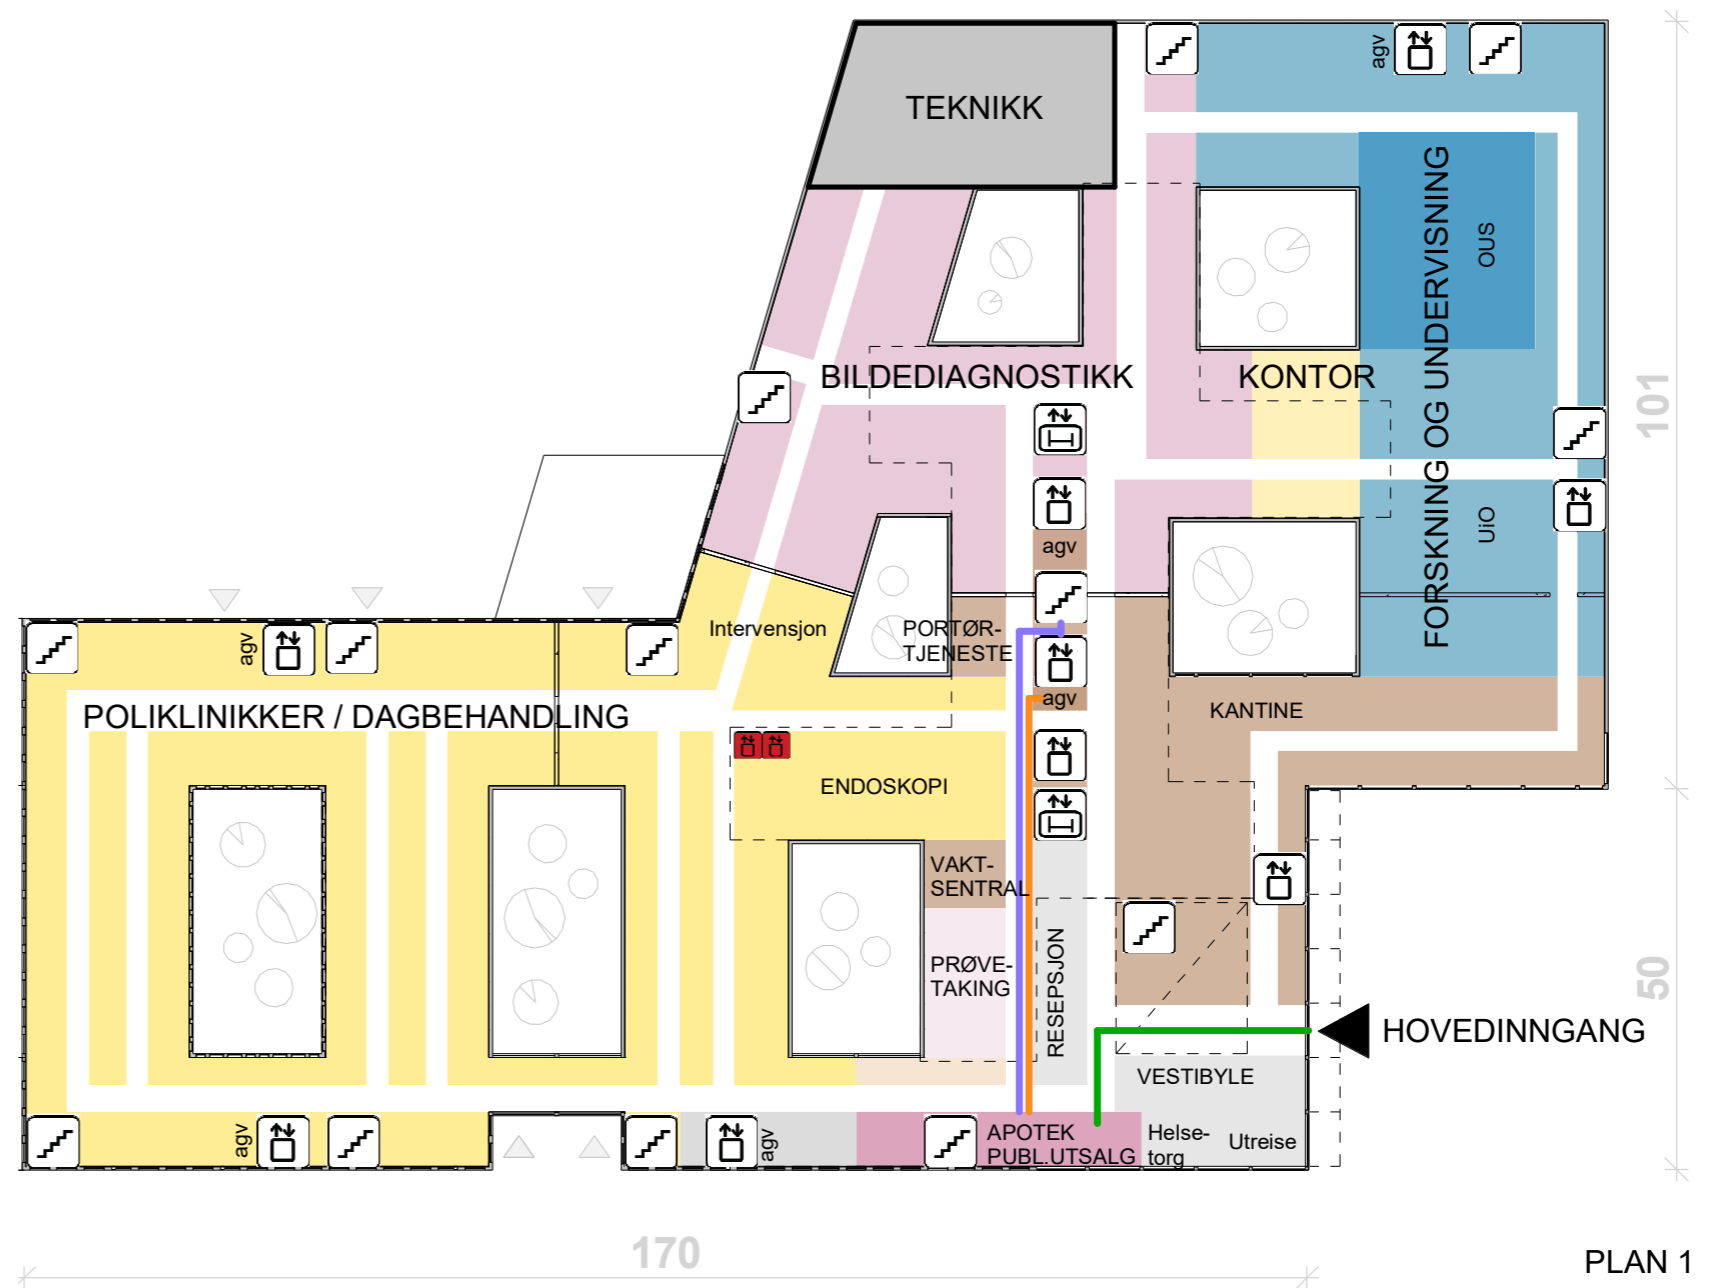 agv
TEKNIKK
FORSKNING OG UNDERVISNING
OUS
BILDEDIAGNOSTIKK
KONTOR
101
UiO
agv
Intervensjon
PORTØR-
TJENESTE
agv
agv
POLIKLINIKKER / DAGBEHANDLING
KANTINE
ENDOSKOPI
VAKT-
SENTRAL
PRØVE-
TAKING
RESEPSJON
50
HOVEDINNGANG
VESTIBYLE
agv
agv
APOTEK
PUBL.UTSALG
Helse-
torg
Utreise
170
PLAN 1